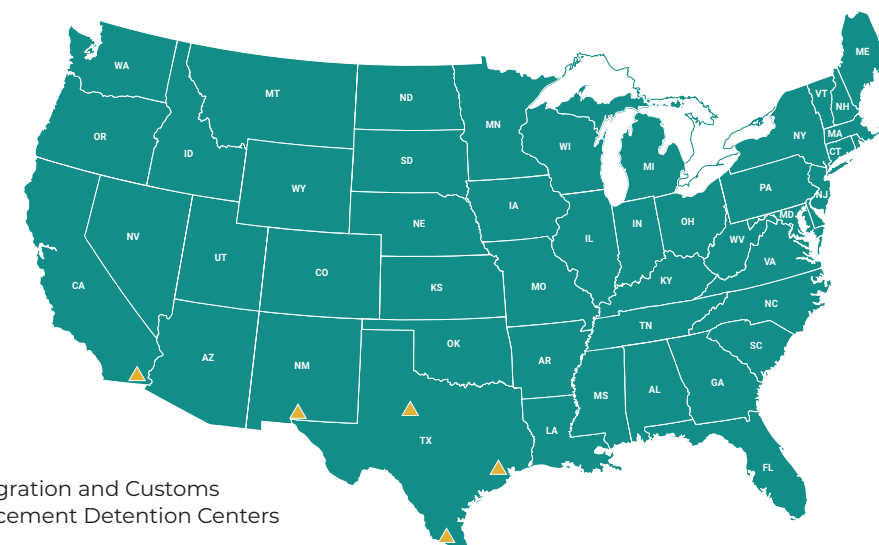 ME
WA
MT
ND
VT
NH
MN
OR
NY
MA
WI
CT
ID
SD
MI
WY
PA
NJ
IA
MD
NE
OH
IN
NV
IL
WV
UT
VA
CO
KY
CA
KS
MO
NC
TN
OK
SC
AZ
AR
NM
GA
AL
MS
LA
TX
FL
gration and Customs
cement Detention Centers